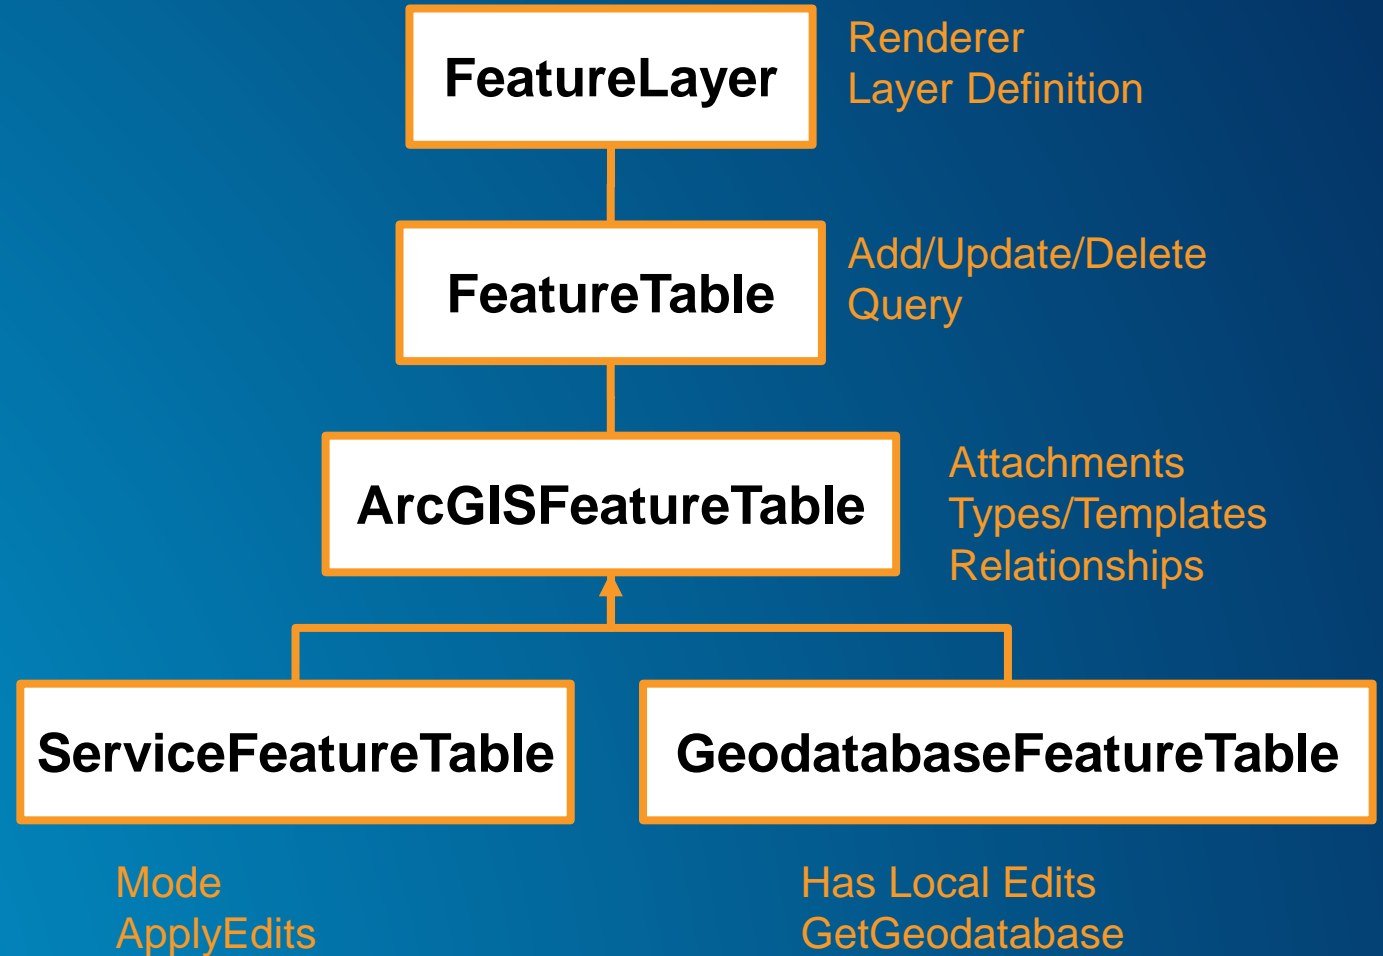 FeatureLayer
Renderer
Layer Definition
FeatureTable
Add/Update/Delete
Query
ArcGISFeatureTable
Attachments
Types/Templates
Relationships
ServiceFeatureTable
GeodatabaseFeatureTable
Mode
ApplyEdits
Has Local Edits
GetGeodatabase